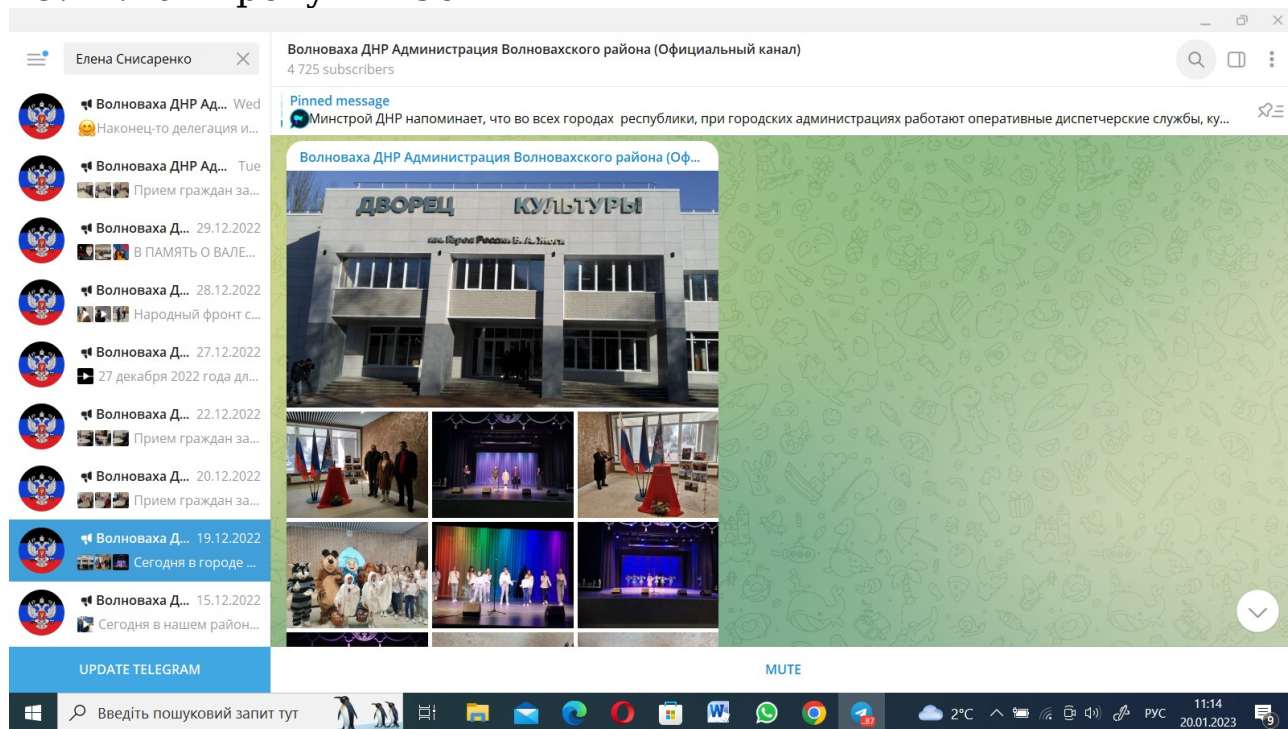 Елена Снисаренко
Волноваха ДНР Администрация Волновахского района (Официальный канал)
4 725 subscribers
Pinned message
Минстрой ДНР напоминает, что во всех городах республики, при городских администрациях работают оперативные диспетчерские службы, ку...
Волноваха ДНР Ад... Wed
Наконец-то делегация и...
Волноваха ДНР Ад... Tue
Прием граждан за...
Волноваха Д... 29.12.2022
В ПАМЯТЬ О ВАЛЕ...
Волноваха Д... 28.12.2022
Народный фронт с...
Волноваха Д... 27.12.2022
27 декабря 2022 года дл...
Волноваха Д... 22.12.2022
Прием граждан за...
Волноваха Д... 20.12.2022
Прием граждан за...
Волноваха Д... 19.12.2022
Сегодня в городе ...
Волноваха Д... 15.12.2022
Сегодня в нашем район...
Волноваха ДНР Администрация Волновахского района (Оф...
ДВОРЕЦ КУЛЬТУРЫ
им. Героя России В. А. Жоги
UPDATE TELEGRAM
MUTE
Введіть пошуковий запит тут
87
2°C
РУС
11:14
20.01.2023
9